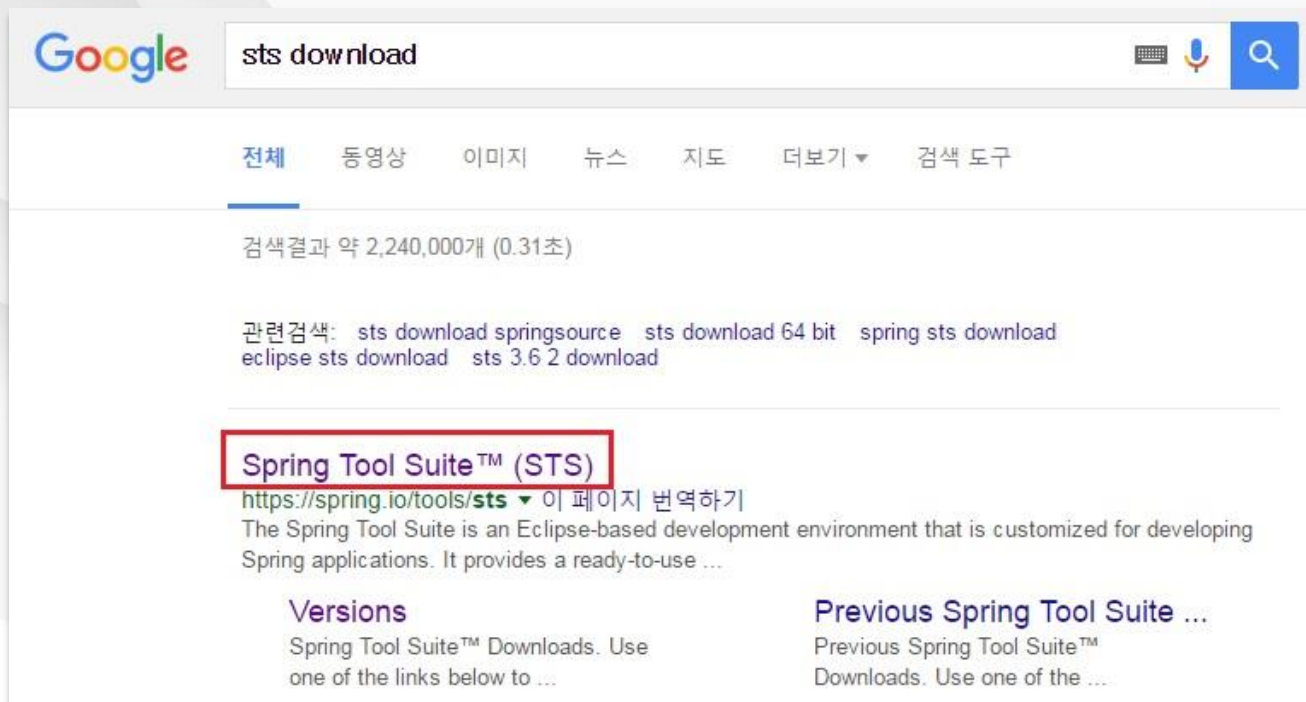 Google
sts download
전체 동영상 이미지 뉴스 지도 더보기 검색 도구
검색결과 약 2,240,000개 (0.31초)
관련검색: sts download springsource sts download 64 bit spring sts download
eclipse sts download sts 3.6 2 download
Spring Tool Suite™ (STS)
https://spring.io/tools/sts 이 페이지 번역하기
The Spring Tool Suite is an Eclipse-based development environment that is customized for developing
Spring applications. It provides a ready-to-use ...
Versions
Spring Tool Suite™ Downloads. Use
one of the links below to ...
Previous Spring Tool Suite ...
Previous Spring Tool Suite™
Downloads. Use one of the ...